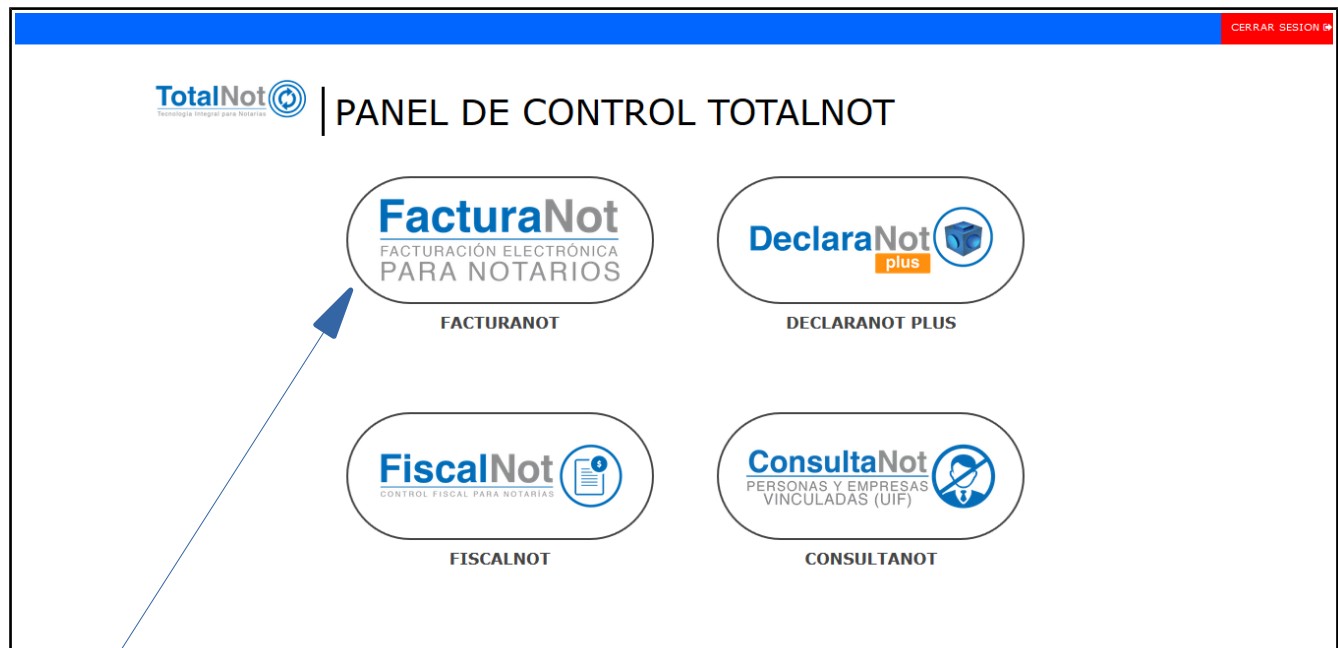 CERRAR SESION
TotalNot
Tecnología Integral para Notarías
PANEL DE CONTROL TOTALNOT
FacturaNot
FACTURACIÓN ELECTRÓNICA
PARA NOTARIOS
FACTURANOT
DeclaraNot
plus
DECLARANOT PLUS
FiscalNot
CONTROL FISCAL PARA NOTARÍAS
FISCALNOT
ConsultaNot
PERSONAS Y EMPRESAS
VINCULADAS (UIF)
CONSULTANOT